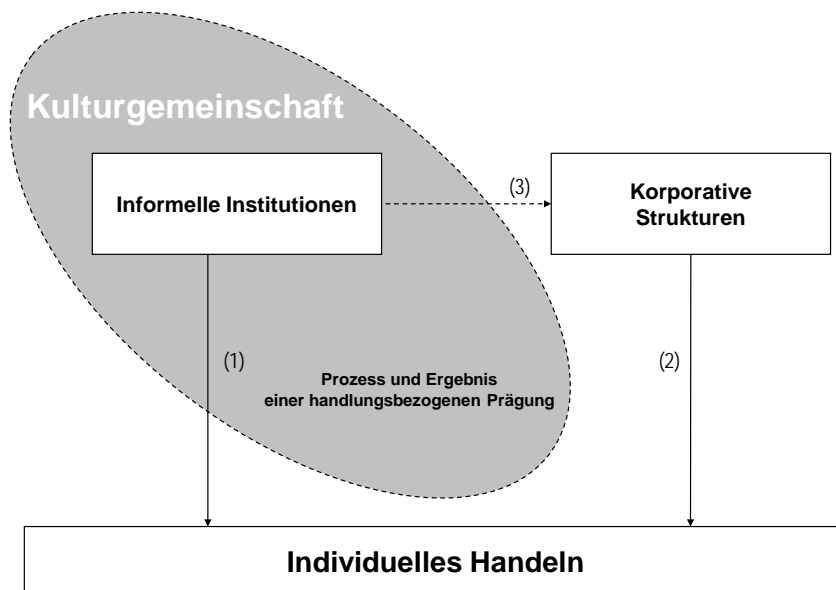 Kulturgemeinschaft
Informelle Institutionen
(3)
Korporative
Strukturen
(1)
(2)
Prozess und Ergebnis
einer handlungsbezogenen Prägung
Individuelles Handeln